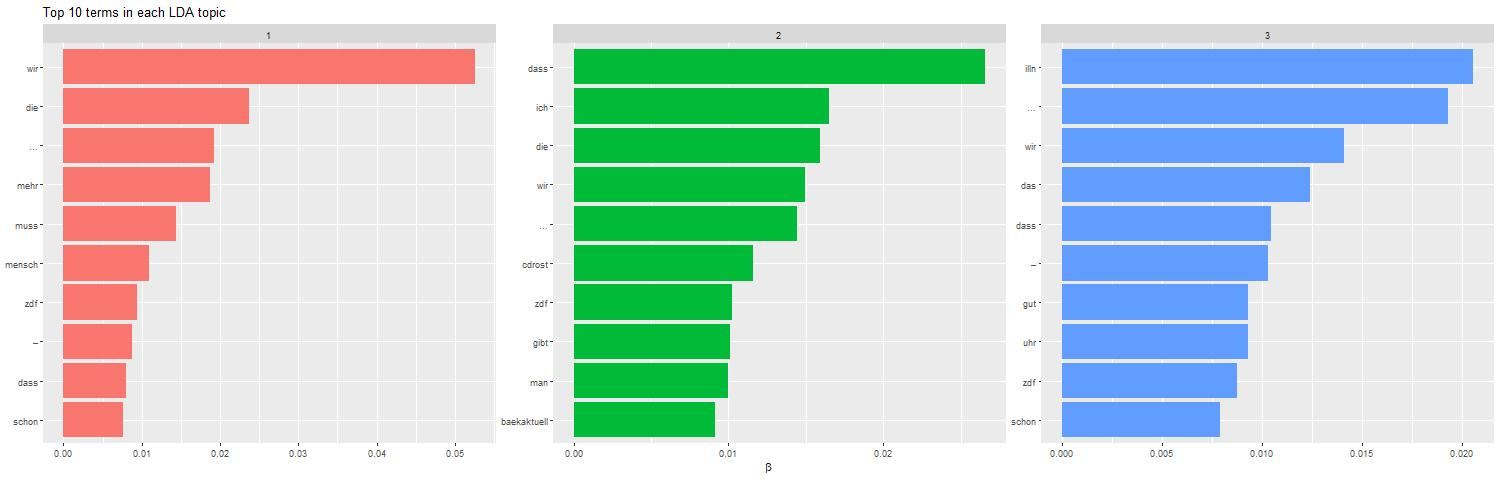 Top 10 terms in each LDA topic
1
wir
die
...
mehr
muss
mensch
zdf
–
dass
schon
0.00 0.01 0.02 0.03 0.04 0.05
2
dass
ich
die
wir
...
cdrost
zdf
gibt
man
baekaktuell
0.00 0.01 0.02
3
illn
...
wir
das
dass
–
gut
uhr
zdf
schon
0.000 0.005 0.010 0.015 0.020
β